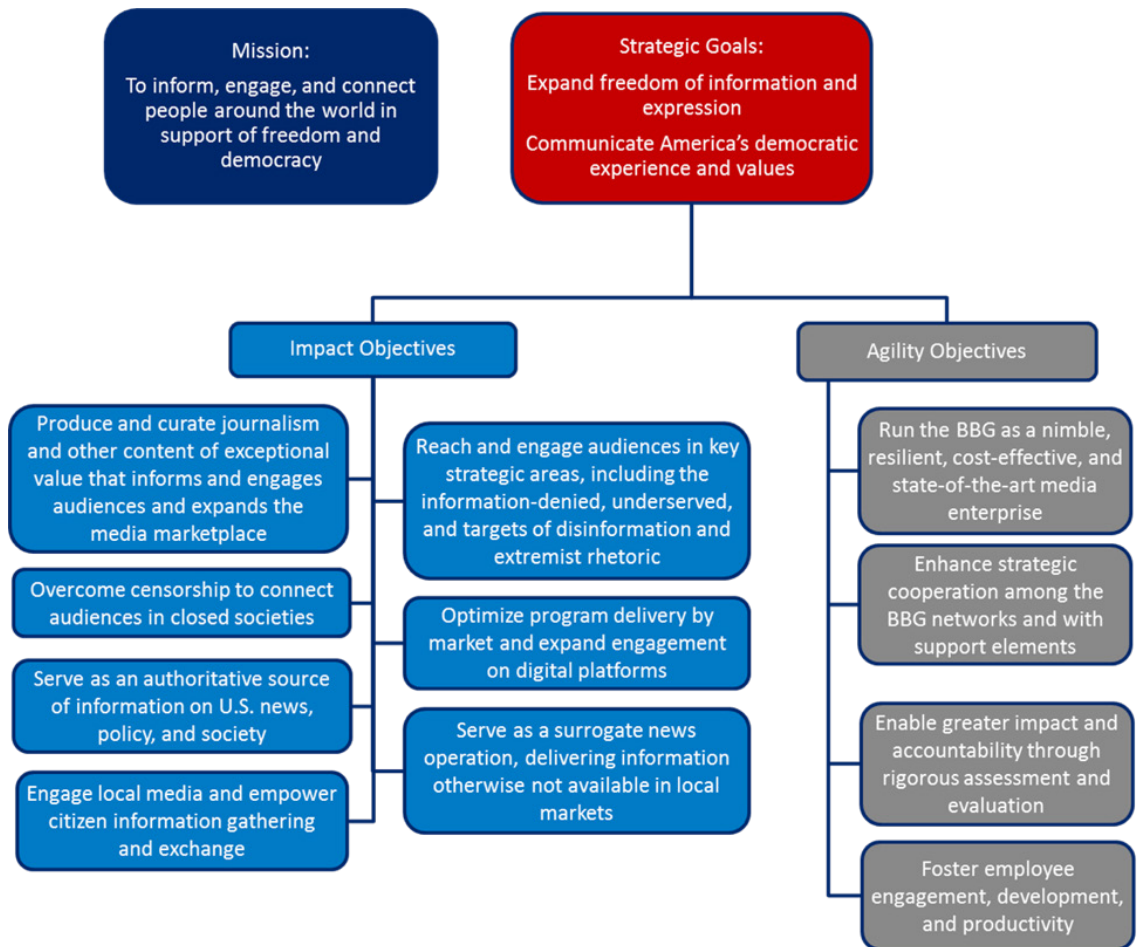 Mission:
To inform, engage, and connect
people around the world in
support of freedom and
democracy
Strategic Goals:
Expand freedom of information and
expression
Communicate America’s democratic
experience and values
Impact Objectives
Produce and curate journalism
and other content of exceptional
value that informs and engages
audiences and expands the
media marketplace
Overcome censorship to connect
audiences in closed societies
Serve as an authoritative source
of information on U.S. news,
policy, and society
Engage local media and empower
citizen information gathering
and exchange
Reach and engage audiences in key
strategic areas, including the
information-denied, underserved,
and targets of disinformation and
extremist rhetoric
Optimize program delivery by
market and expand engagement
on digital platforms
Serve as a surrogate news
operation, delivering information
otherwise not available in local
markets
Agility Objectives
Run the BBG as a nimble,
resilient, cost-effective, and
state-of-the-art media
enterprise
Enhance strategic
cooperation among the
BBG networks and with
support elements
Enable greater impact and
accountability through
rigorous assessment and
evaluation
Foster employee
engagement, development,
and productivity